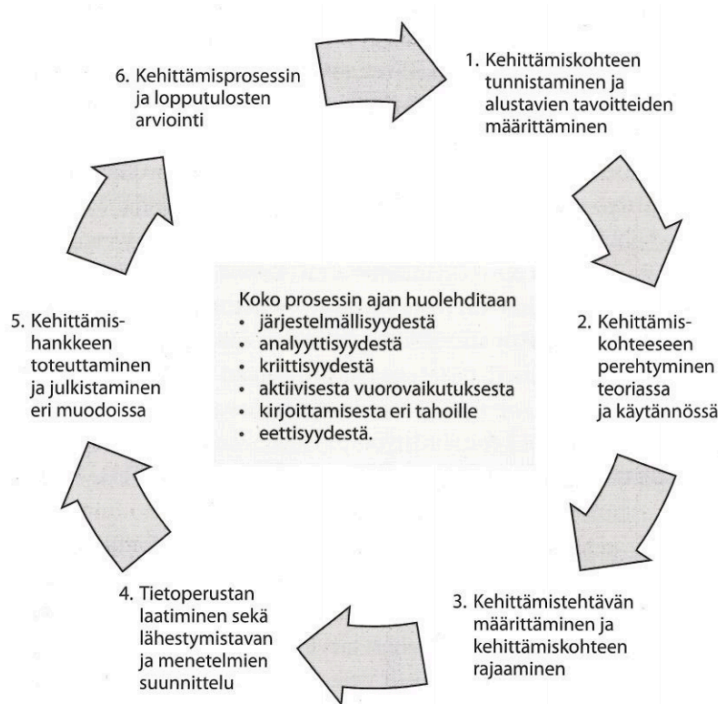 1. Kehittämiskohteen
tunnistaminen ja
alustavien tavoitteiden
määrittäminen
2. Kehittämis-
kohteeseen
perehtyminen
teoriassa
ja käytännössä
3. Kehittämistehtävän
määrittäminen ja
kehittämiskohteen
rajaaminen
4. Tietoperustan
laatiminen sekä
lähestymistavan
ja menetelmien
suunnittelu
5. Kehittämis-
hankkeen
toteuttaminen
ja julkistaminen
eri muodoissa
6. Kehittämisprosessin
ja lopputulosten
arviointi
Koko prosessin ajan huolehditaan
• järjestelmällisyydestä
• analyyttisyydestä
• kriittisyydestä
• aktiivisesta vuorovaikutuksesta
• kirjoittamisesta eri tahoille
• eettisyydestä.